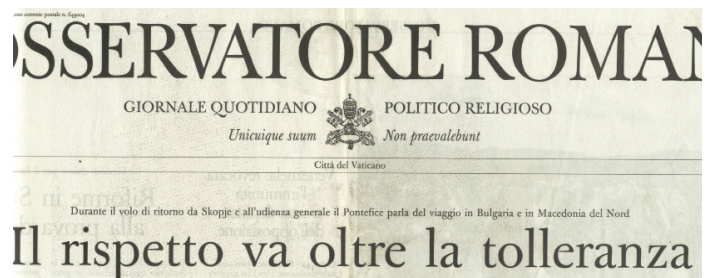 OSSERVATORE ROMAN
GIORNALE QUOTIDIANO POLITICO RELIGIOSO
Unicuique suum Non praevalebunt
Città del Vaticano
Durante il volo di ritorno da Skopje e all'udienza generale il Pontefice parla del viaggio in Bulgaria e in Macedonia del Nord
Il rispetto va oltre la tolleranza